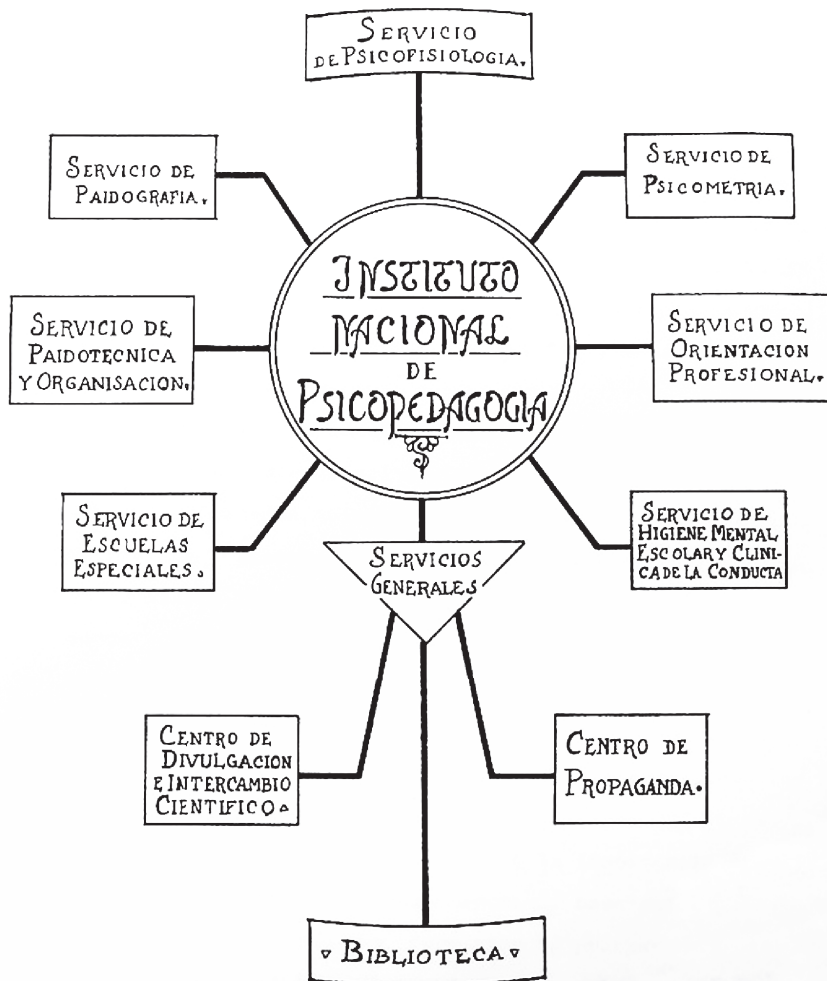 SERVICIO
DE PSICOFISIOLOGIA.
SERVICIO DE
PAIDOGRAFIA.
SERVICIO DE
PSICOMETRIA.
INSTITUTO
NACIONAL
DE
PSICOPEDAGOGIA
SERVICIO DE
PAIDOTECNICA
Y ORGANISACION.
SERVICIO DE
ORIENTACION
PROFESIONAL.
SERVICIO DE
ESCUELAS
ESPECIALES.
SERVICIOS
GENERALES
SERVICIO DE
HIGIENE MENTAL
ESCOLAR Y CLINI-
CA DE LA CONDUCTA
CENTRO DE
DIVULGACION
E INTERCAMBIO
CIENTIFICO
CENTRO DE
PROPAGANDA.
BIBLIOTECA